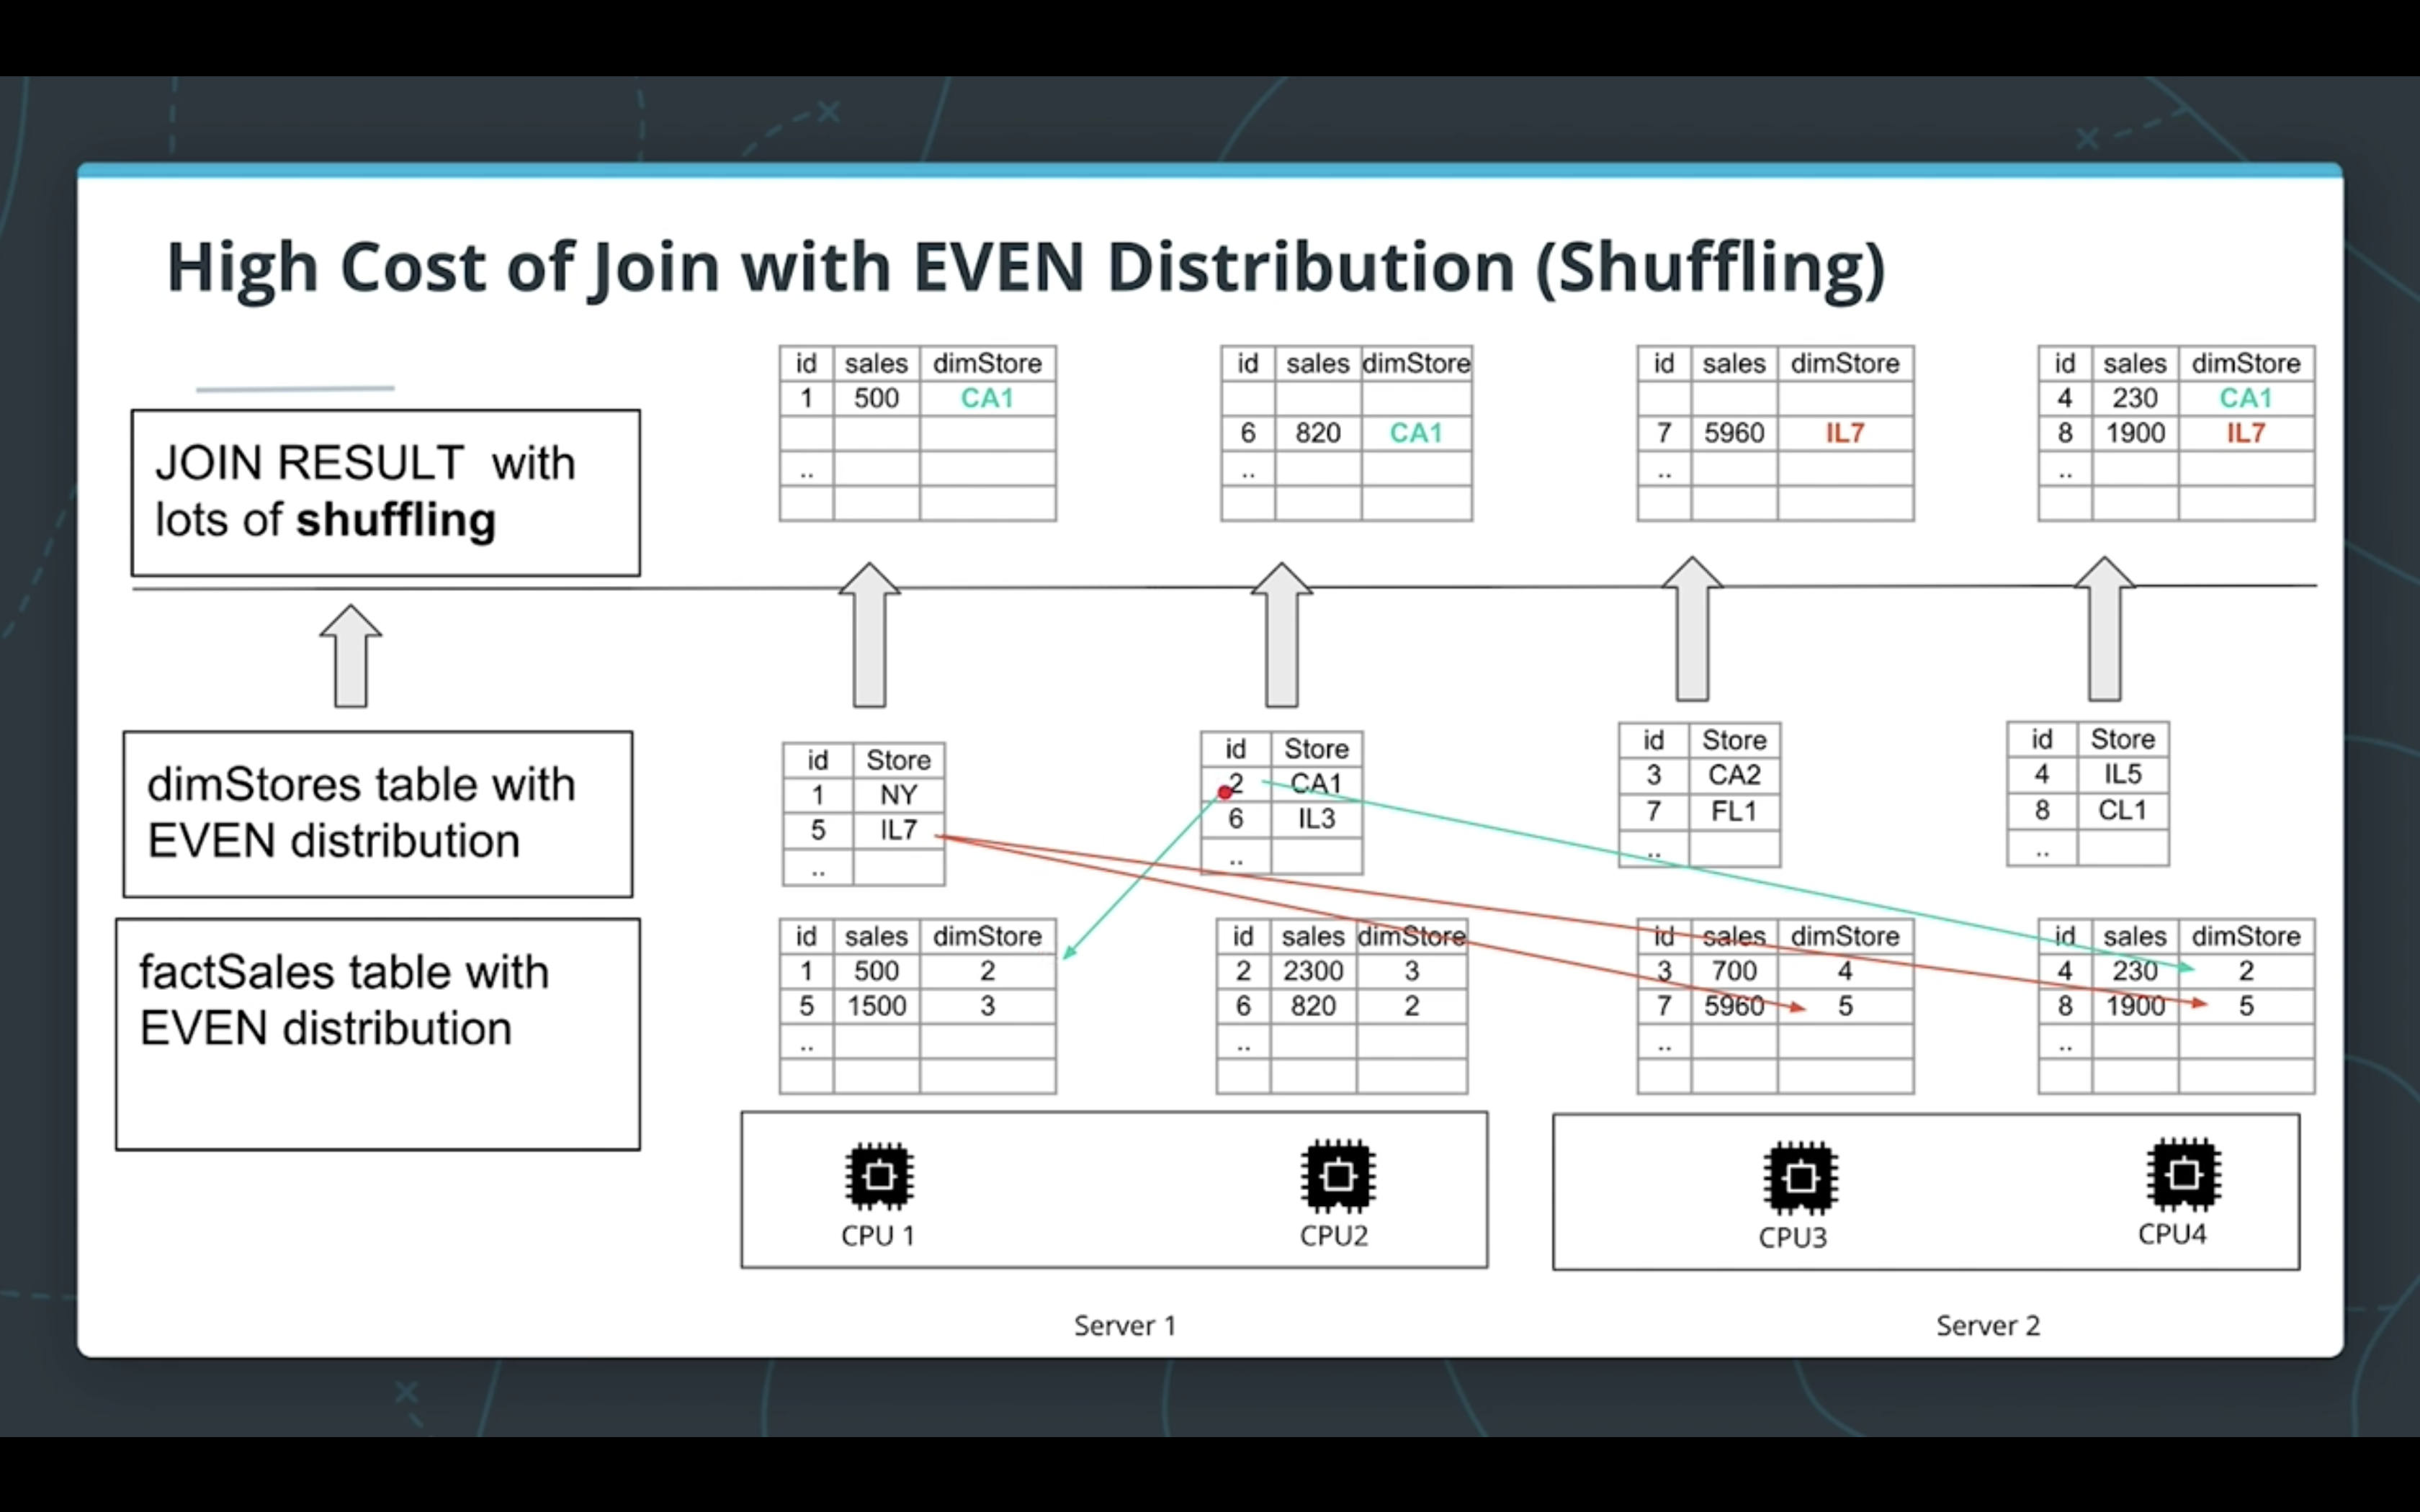 High Cost of Join with EVEN Distribution (Shuffling)
JOIN RESULT with
lots of shuffling
id sales dimStore
1 500 CA1
..
id sales dimStore
6 820 CA1
..
id sales dimStore
7 5960 IL7
..
id sales dimStore
4 230 CA1
8 1900 IL7
..
dimStores table with
EVEN distribution
id Store
1 NY
5 IL7
..
id Store
2 CA1
6 IL3
..
id Store
3 CA2
7 FL1
..
id Store
4 IL5
8 CL1
..
factSales table with
EVEN distribution
id sales dimStore
1 500 2
5 1500 3
..
id sales dimStore
2 2300 3
6 820 2
..
id sales dimStore
3 700 4
7 5960 5
..
id sales dimStore
4 230 2
8 1900 5
..
CPU 1
CPU2
CPU3
CPU4
Server 1
Server 2